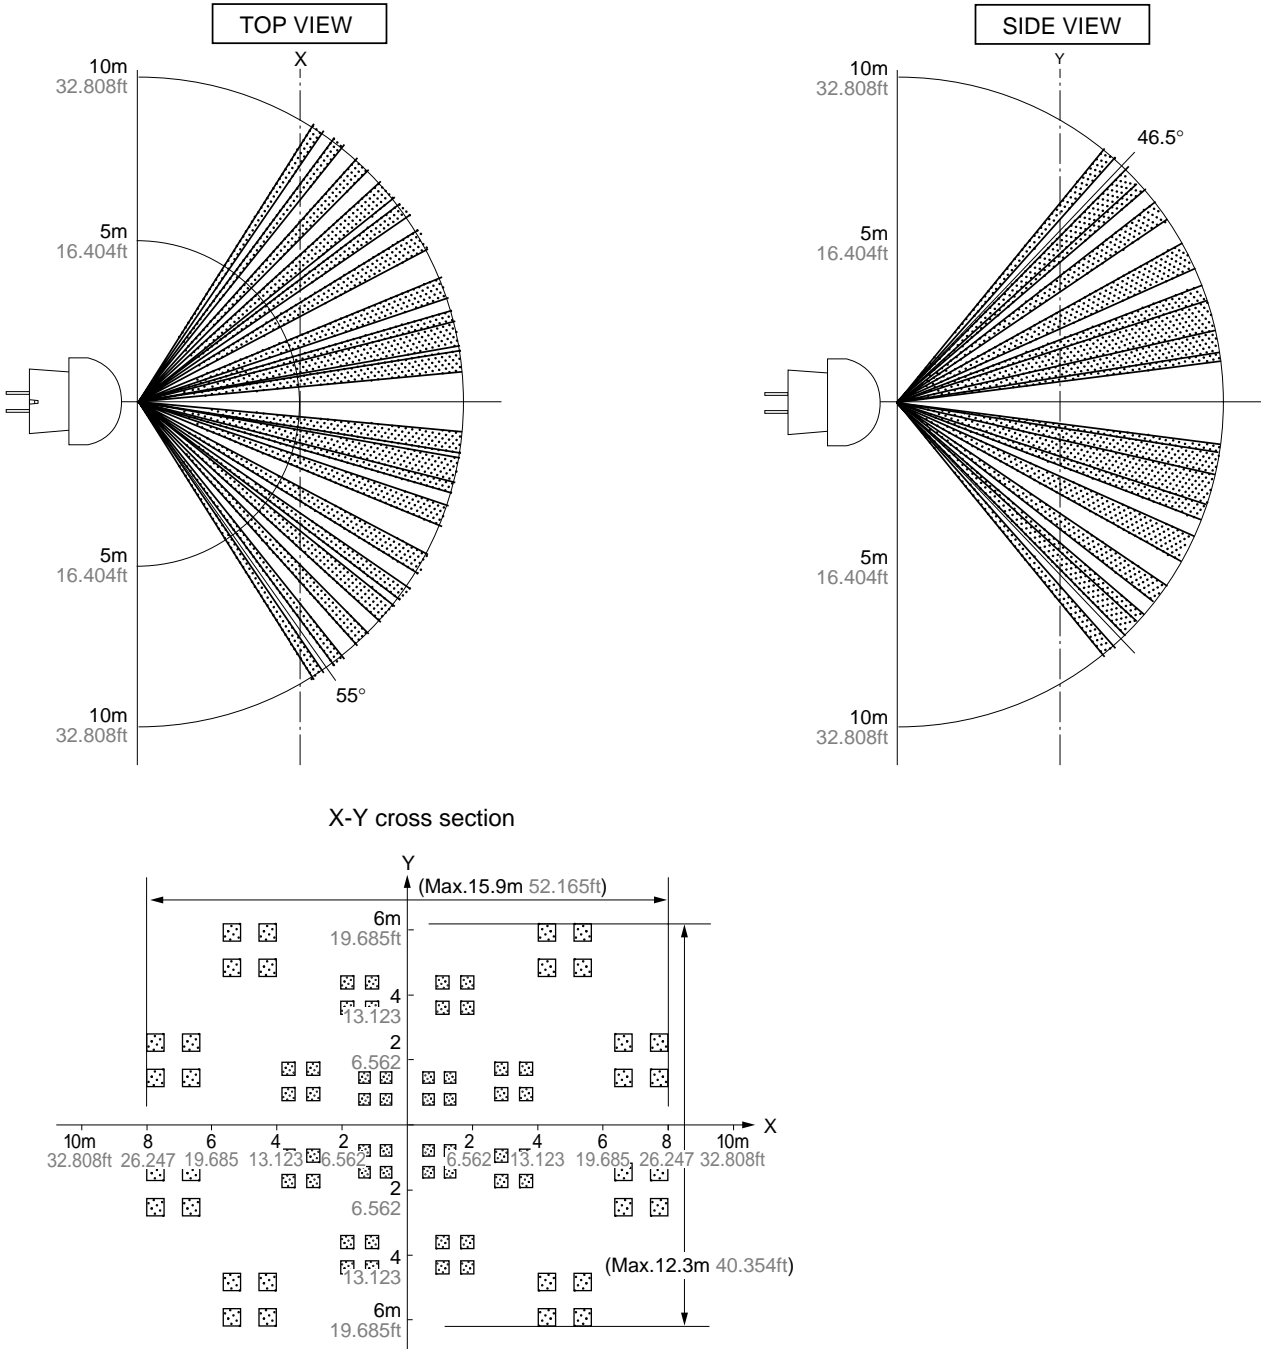 TOP VIEW
SIDE VIEW
X
10m
32.808ft
5m
16.404ft
5m
16.404ft
55°
10m
32.808ft
Y
10m
32.808ft
46.5°
5m
16.404ft
5m
16.404ft
10m
32.808ft
X-Y cross section
Y
(Max.15.9m 52.165ft)
6m
19.685ft
4
13.123
2
6.562
X
10m 8 6 4 2 2 4 6 8 10m
32.808ft 26.247 19.685 13.123 6.562 6.562 13.123 19.685 26.247 32.808ft
2
6.562
4
13.123
(Max.12.3m 40.354ft)
6m
19.685ft